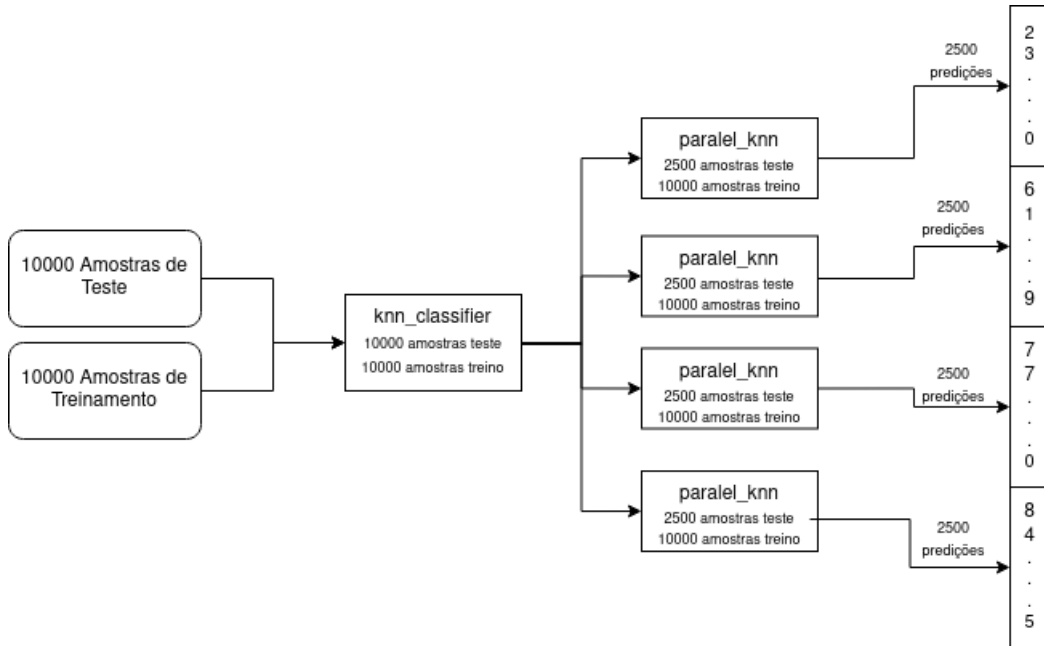 10000 Amostras de
Teste
10000 Amostras de
Treinamento
knn_classifier
10000 amostras teste
10000 amostras treino
paralel_knn
2500 amostras teste
10000 amostras treino
paralel_knn
2500 amostras teste
10000 amostras treino
paralel_knn
2500 amostras teste
10000 amostras treino
paralel_knn
2500 amostras teste
10000 amostras treino
2500
predições
2500
predições
2500
predições
2500
predições
2
3
.
.
.
0
6
1
.
.
.
9
7
7
.
.
.
0
8
4
.
.
.
5